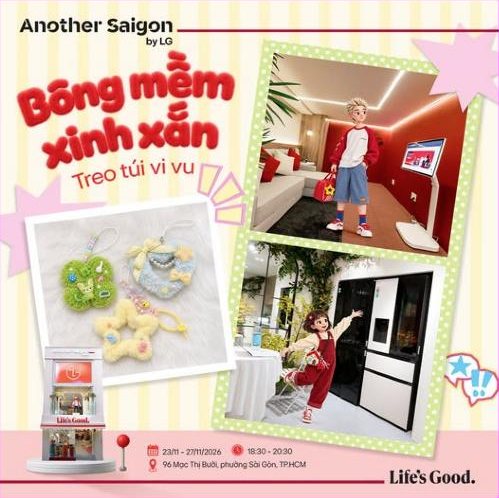 Another Saigon
by LG
Bông mềm
xinh xắn
Treo túi vi vu
LG
Life's Good.
23/11 - 27/11/2026 18:30 - 20:30
96 Mạc Thị Bưởi, phường Sài Gòn, TP.HCM
Life's Good.